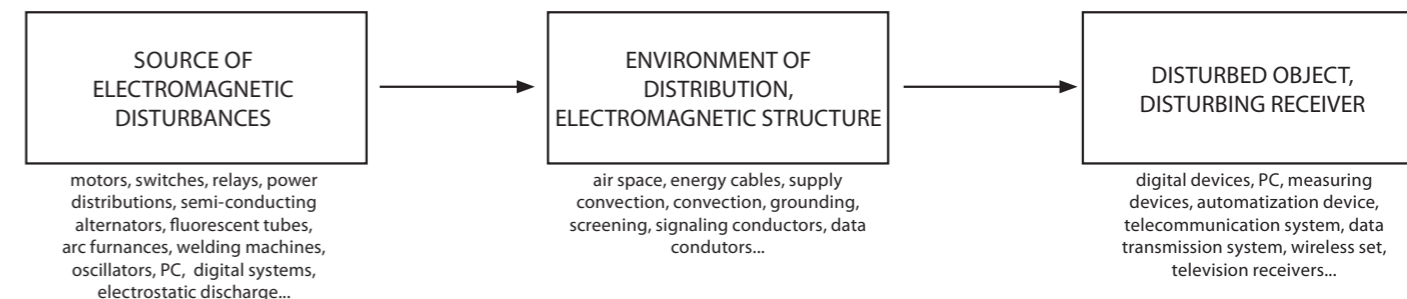 SOURCE OF
ELECTROMAGNETIC
DISTURBANCES
motors, switches, relays, power
distributions, semi-conducting
alternators, fluorescent tubes,
arc furnances, welding machines,
oscillators, PC, digital systems,
electrostatic discharge...
ENVIRONMENT OF
DISTRIBUTION,
ELECTROMAGNETIC STRUCTURE
air space, energy cables, supply
convection, convection, grounding,
screening, signaling conductors, data
condutors...
DISTURBED OBJECT,
DISTURBING RECEIVER
digital devices, PC, measuring
devices, automatization device,
telecommunication system, data
transmission system, wireless set,
television receivers...